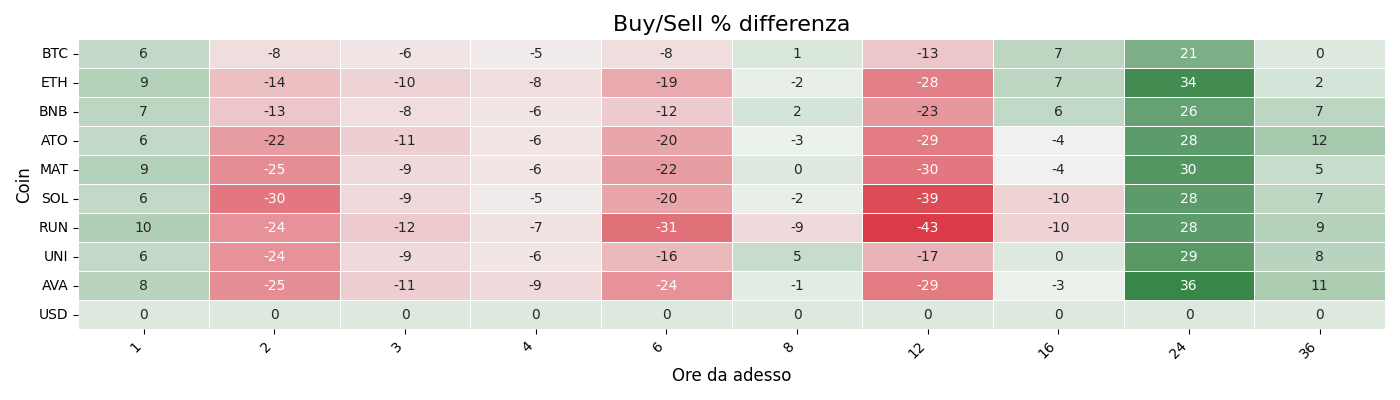 Buy/Sell % differenza
Coin
BTC 6 -8 -6 -5 -8 1 -13 7 21 0
ETH 9 -14 -10 -8 -19 -2 -28 7 34 2
BNB 7 -13 -8 -6 -12 2 -23 6 26 7
ATO 6 -22 -11 -6 -20 -3 -29 -4 28 12
MAT 9 -25 -9 -6 -22 0 -30 -4 30 5
SOL 6 -30 -9 -5 -20 -2 -39 -10 28 7
RUN 10 -24 -12 -7 -31 -9 -43 -10 28 9
UNI 6 -24 -9 -6 -16 5 -17 0 29 8
AVA 8 -25 -11 -9 -24 -1 -29 -3 36 11
USD 0 0 0 0 0 0 0 0 0 0
1 2 3 4 6 8 12 16 24 36
Ore da adesso